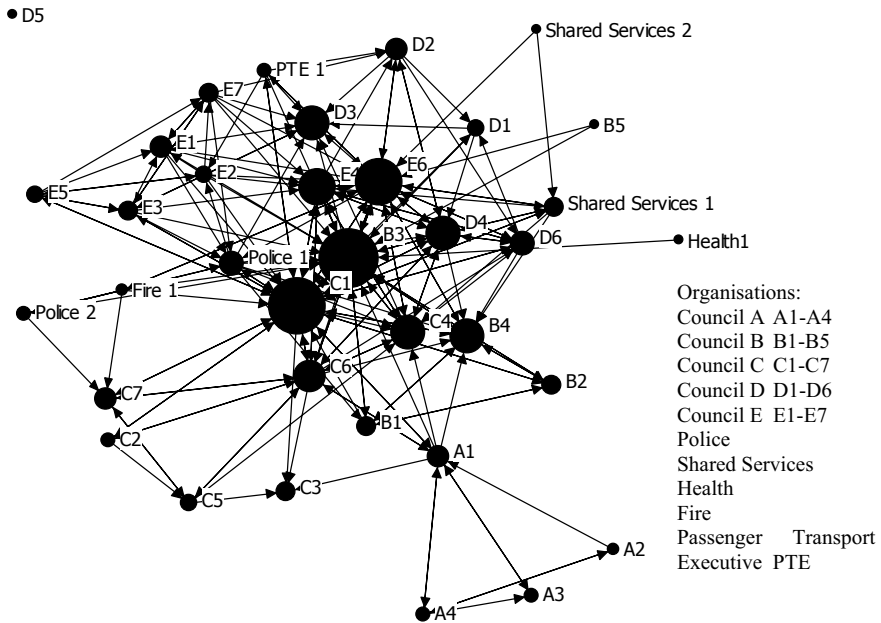 D5
D2
Shared Services 2
PTE 1
E7
D3
D1
B5
E1
E6
E2
E4
E5
Shared Services 1
E3
D4
B3
D6
Health1
Police 1
C1
Fire 1
Police 2
C4
B4
C6
B2
C7
B1
C2
A1
C3
C5
A2
A3
A4
Organisations:
Council A A1-A4
Council B B1-B5
Council C C1-C7
Council D D1-D6
Council E E1-E7
Police
Shared Services
Health
Fire
Passenger Transport
Executive PTE